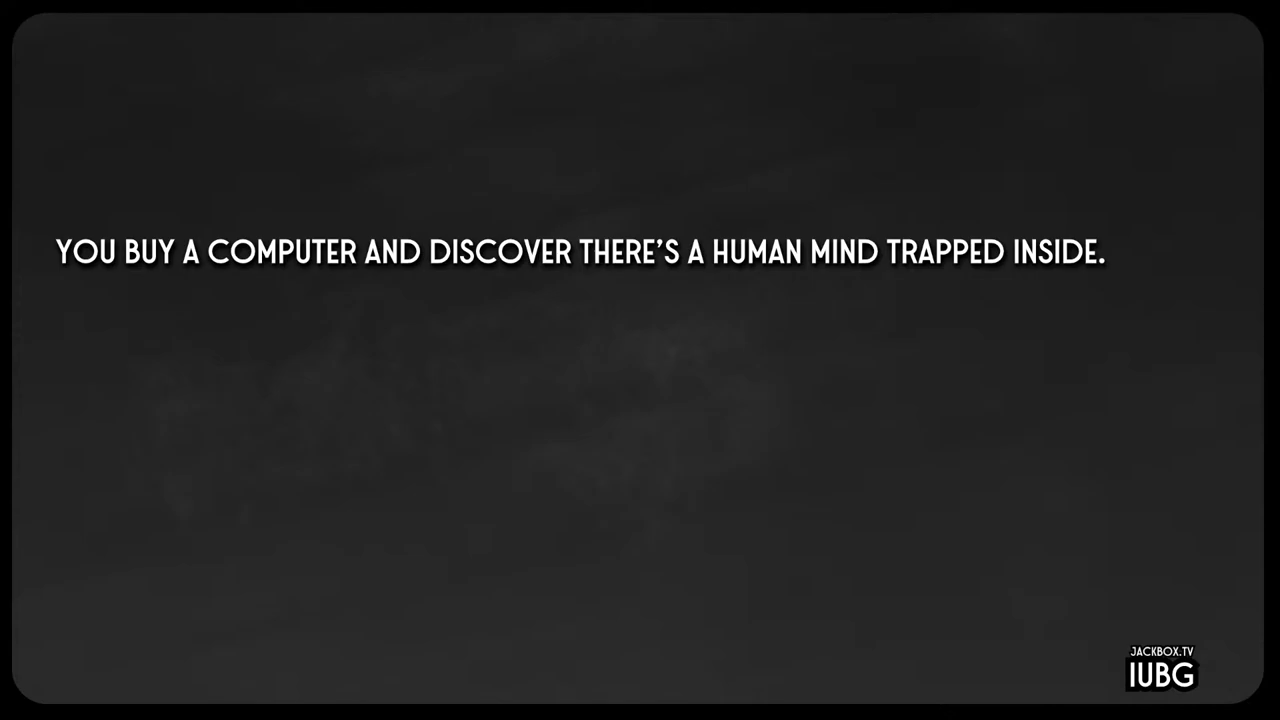 YOU BUY A COMPUTER AND DISCOVER THERE'S A HUMAN MIND TRAPPED INSIDE.
JACKBOX.TV
IUBG